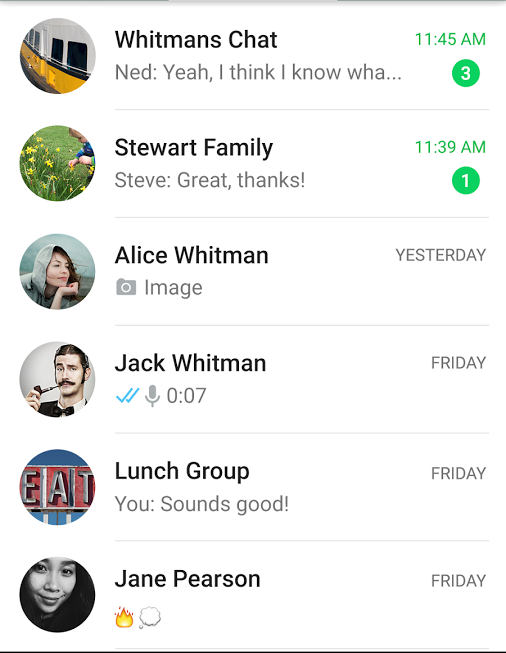 Whitmans Chat 11:45 AM
Ned: Yeah, I think I know wha... 3
Stewart Family 11:39 AM
Steve: Great, thanks! 1
Alice Whitman YESTERDAY
Image
Jack Whitman FRIDAY
0:07
Lunch Group FRIDAY
EAT
You: Sounds good!
Jane Pearson FRIDAY
🔥💭